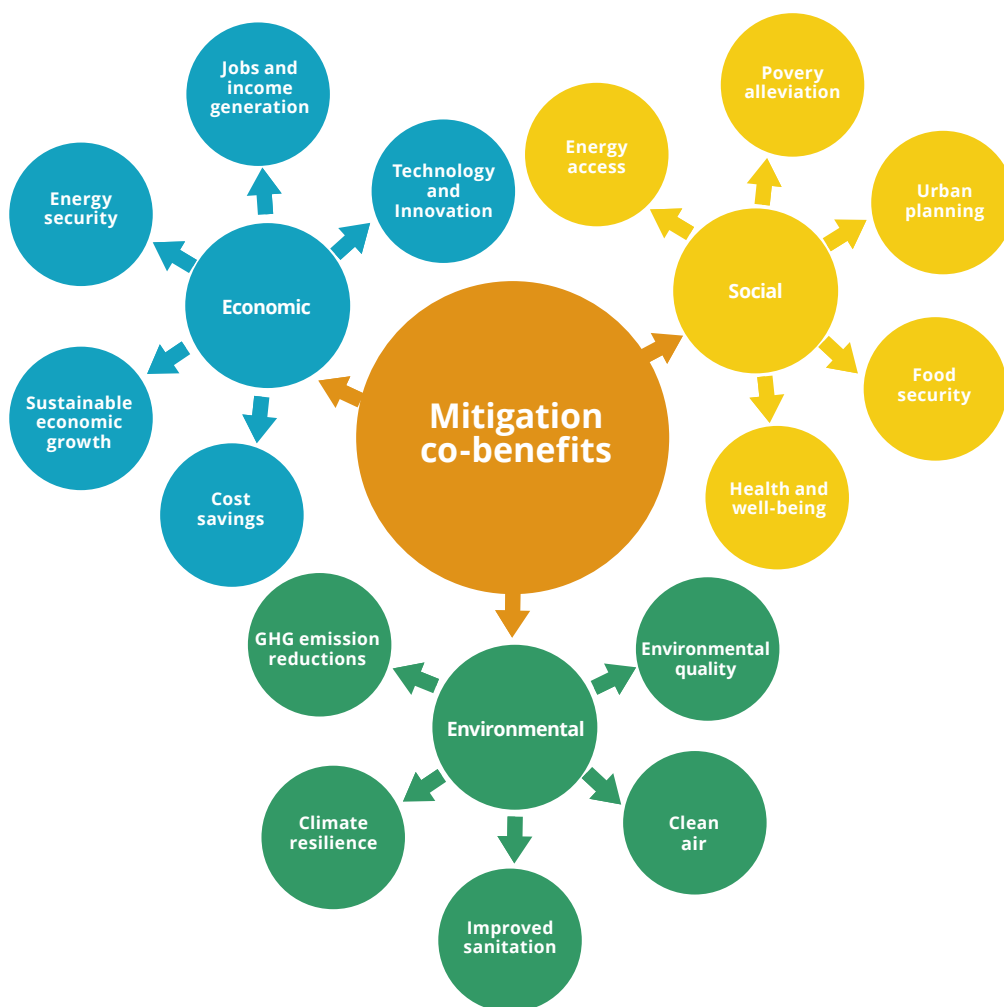 Mitigation
co-benefits
Economic
Jobs and
income
generation
Technology
and
Innovation
Energy
security
Sustainable
economic
growth
Cost
savings
Social
Energy
access
Povery
alleviation
Urban
planning
Food
security
Health and
well-being
Environmental
GHG emission
reductions
Environmental
quality
Climate
resilience
Clean
air
Improved
sanitation